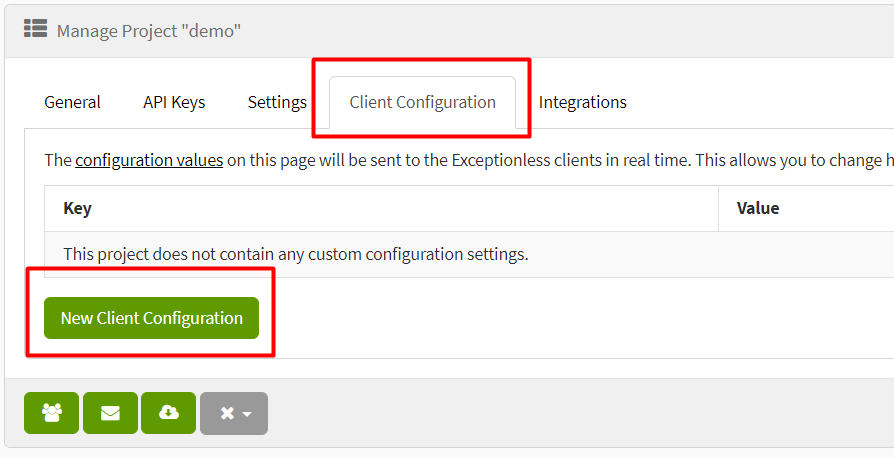 Manage Project "demo"
General API Keys Settings Client Configuration Integrations
The configuration values on this page will be sent to the Exceptionless clients in real time. This allows you to change h
Key Value
This project does not contain any custom configuration settings.
New Client Configuration